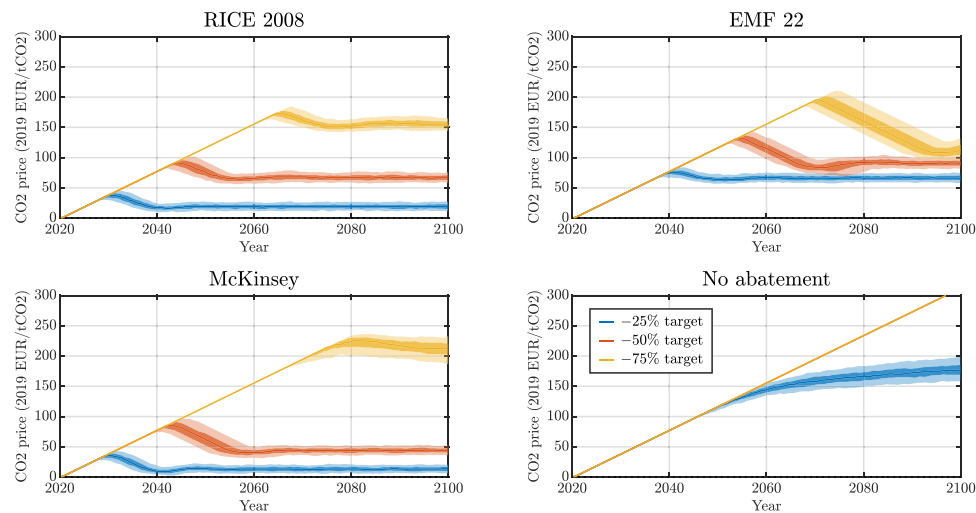 RICE 2008
CO2 price (2019 EUR/tCO2)
300
250
200
150
100
50
0
2020 2040 2060 2080 2100
Year
EMF 22
CO2 price (2019 EUR/tCO2)
300
250
200
150
100
50
0
2020 2040 2060 2080 2100
Year
McKinsey
CO2 price (2019 EUR/tCO2)
300
250
200
150
100
50
0
2020 2040 2060 2080 2100
Year
No abatement
CO2 price (2019 EUR/tCO2)
300
250
200
150
100
50
0
−25% target
−50% target
−75% target
2020 2040 2060 2080 2100
Year